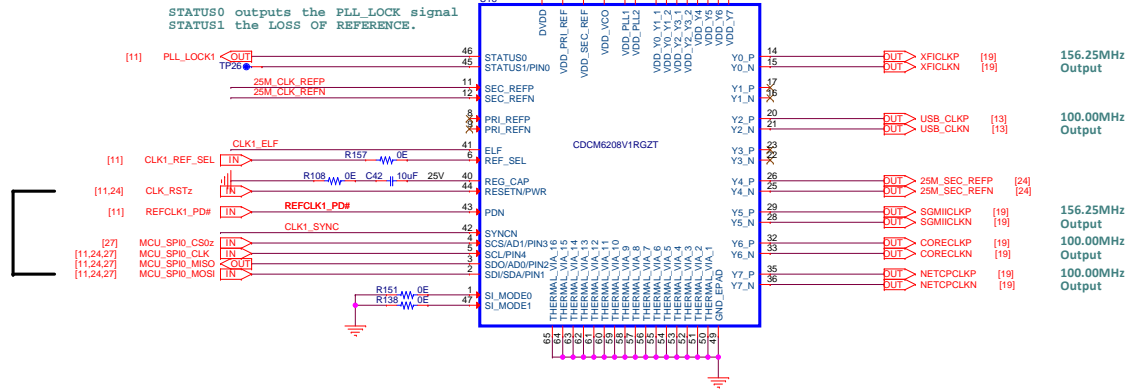 STATUS0 outputs the PLL_LOCK signal
STATUS1 the LOSS OF REFERENCE.
DVDD
VDD_PRI_REF
VDD_SEC_REF
VDD_VCO
VDD_PLL1
VDD_PLL2
VDD_Y0_Y1_1
VDD_Y0_Y1_2
VDD_Y2_Y3_1
VDD_Y2_Y3_2
VDD_Y4
VDD_Y5
VDD_Y6
VDD_Y7
[11] PLL_LOCK1 OUT 46 STATUS0
TP26 45 STATUS1/PIN0
25M_CLK_REFP 11 SEC_REFP
25M_CLK_REFN 12 SEC_REFN
8 PRI_REFP
9 PRI_REFN
CLK1_ELF 41 ELF
[11] CLK1_REF_SEL IN R157 0E 6 REF_SEL
R108 0E C42 10uF 25V 40 REG_CAP
[11,24] CLK_RSTz IN 44 RESETN/PWR
[11] REFCLK1_PD# IN REFCLK1_PD# 43 PDN
CLK1_SYNC 42 SYNCN
[27] MCU_SPI0_CS0z IN 4 SCS/AD1/PIN3
[11,24,27] MCU_SPI0_CLK IN 5 SCL/PIN4
[11,24,27] MCU_SPI0_MISO OUT 3 SDO/AD0/PIN2
[11,24,27] MCU_SPI0_MOSI IN 2 SDI/SDA/PIN1
R151 0E 1 SI_MODE0
R138 0E 47 SI_MODE1
CDCM6208V1RGZT
Y0_P 14 OUT XFICLKP [19] 156.25MHz
Y0_N 15 OUT XFICLKN [19] Output
Y1_P 17
Y1_N 16
Y2_P 20 OUT USB_CLKP [13] 100.00MHz
Y2_N 21 OUT USB_CLKN [13] Output
Y3_P 23
Y3_N 22
Y4_P 26 OUT 25M_SEC_REFP [24]
Y4_N 25 OUT 25M_SEC_REFN [24]
Y5_P 29 OUT SGMIICLKP [19] 156.25MHz
Y5_N 28 OUT SGMIICLKN [19] Output
Y6_P 32 OUT CORECLKP [19] 100.00MHz
Y6_N 33 OUT CORECLKN [19] Output
Y7_P 35 OUT NETCPCLKP [19] 100.00MHz
Y7_N 36 OUT NETCPCLKN [19] Output
THERMAL_VIA_16 65
THERMAL_VIA_15 64
THERMAL_VIA_14 63
THERMAL_VIA_13 62
THERMAL_VIA_12 61
THERMAL_VIA_11 60
THERMAL_VIA_10 59
THERMAL_VIA_9 58
THERMAL_VIA_8 57
THERMAL_VIA_7 56
THERMAL_VIA_6 55
THERMAL_VIA_5 54
THERMAL_VIA_4 53
THERMAL_VIA_3 52
THERMAL_VIA_2 51
THERMAL_VIA_1 50
GND_EPAD 49